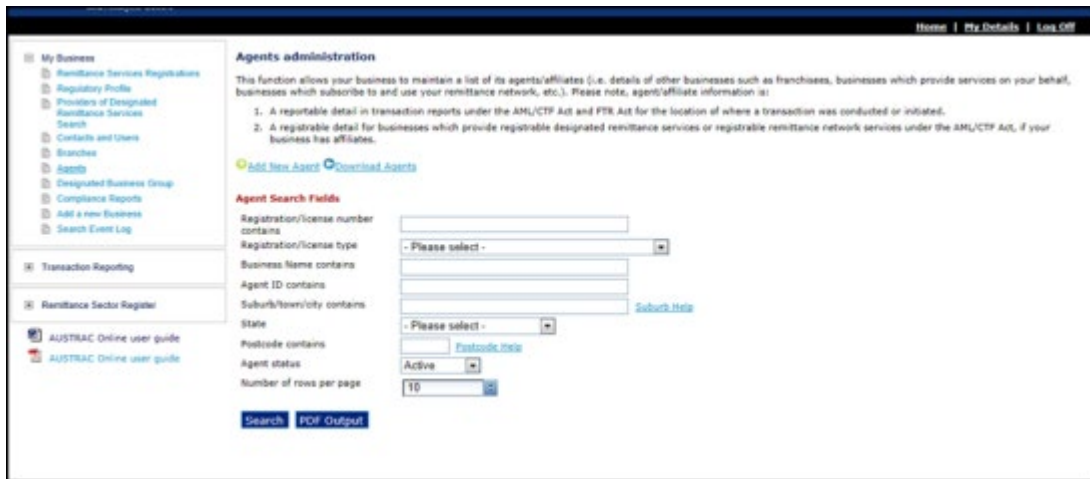 Home | My Details | Log Off
My Business
Remittance Services Registrations
Regulatory Profile
Providers of Designated
Remittance Services
Search
Contacts and Users
Branches
Agents
Designated Business Group
Compliance Reports
Add a new Business
Search Event Log
Transaction Reporting
Remittance Sector Register
AUSTRAC Online user guide
AUSTRAC Online user guide
Agents administration
This function allows your business to maintain a list of its agents/affiliates (i.e. details of other businesses such as franchisees, businesses which provide services on your behalf,
businesses which subscribe to and use your remittance network, etc.). Please note, agent/affiliate information is:
1. A reportable detail in transaction reports under the AML/CTF Act and FTR Act for the location of where a transaction was conducted or initiated.
2. A registrable detail for businesses which provide registrable designated remittance services or registrable remittance network services under the AML/CTF Act, if your
business has affiliates.
Add New Agent Download Agents
Agent Search Fields
Registration/license number
contains
Registration/license type - Please select -
Business Name contains
Agent ID contains
Suburb/town/city contains Suburb Help
State - Please select -
Postcode contains Postcode Help
Agent status Active
Number of rows per page 10
Search PDF Output